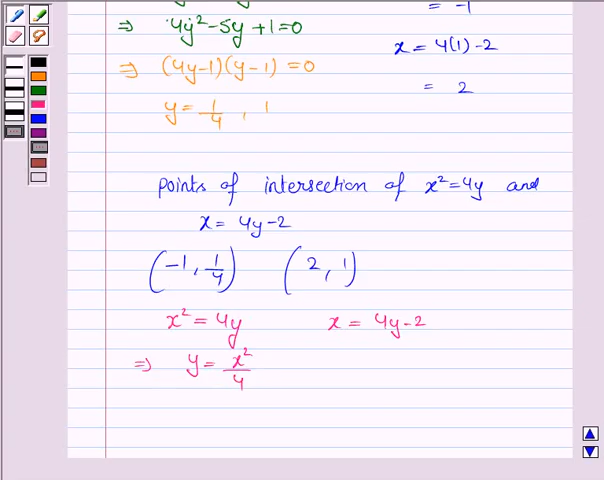 = -1
⇒ 4y² - 5y + 1 = 0
x = 4(1) - 2
⇒ (4y-1)(y-1) = 0
= 2
y = 1/4 , 1
points of intersection of x² = 4y and
x = 4y - 2
(-1, 1/4) (2, 1)
x² = 4y x = 4y - 2
⇒ y = x²/4